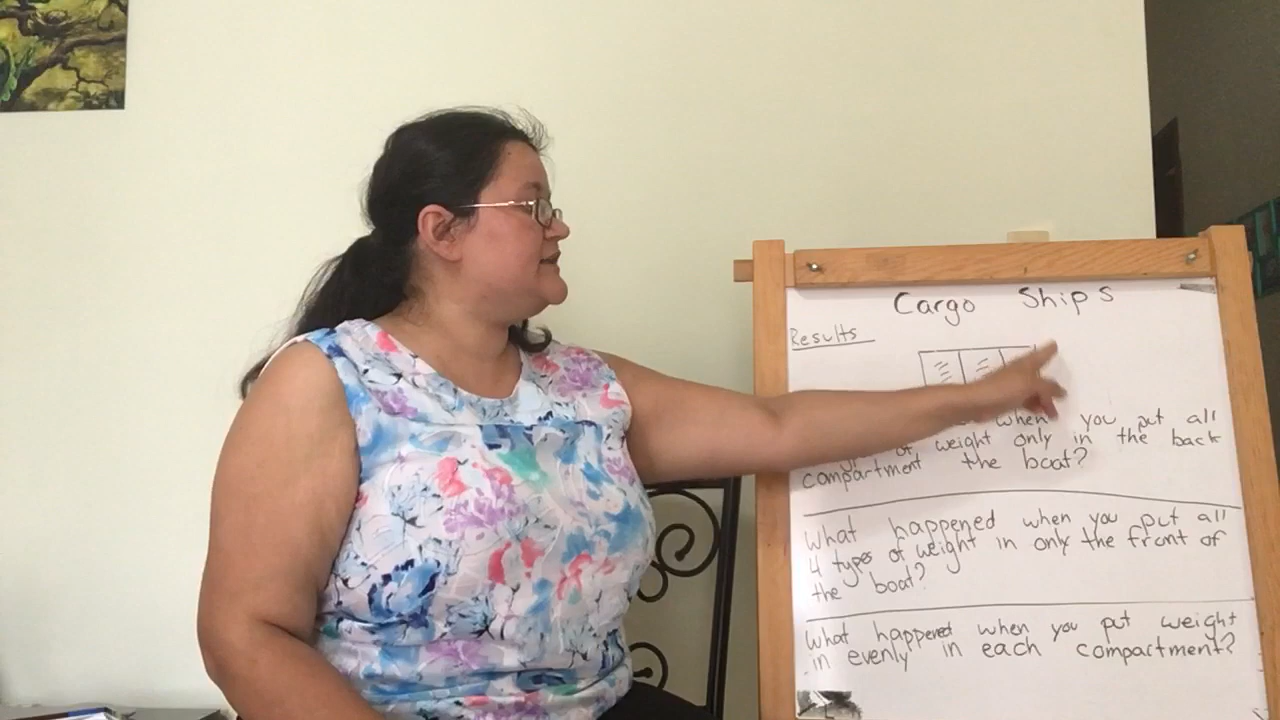 Cargo Ships
Results
when you put all
of weight only in the back
compartment the boat?
What happened when you put all
4 types of weight in only the front of
the boat?
What happened when you put weight
in evenly in each compartment?